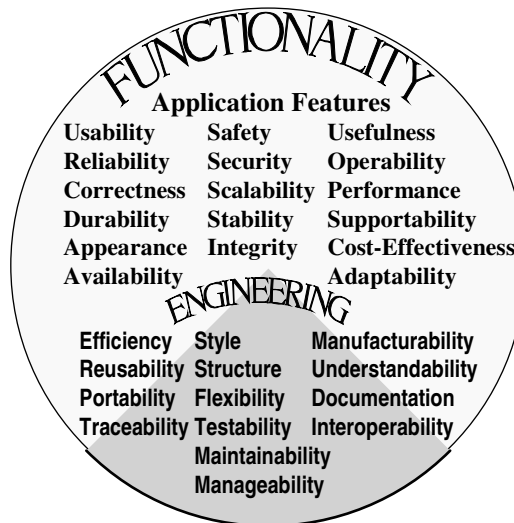 FUNCTIONALITY
Application Features
Usability Safety Usefulness
Reliability Security Operability
Correctness Scalability Performance
Durability Stability Supportability
Appearance Integrity Cost-Effectiveness
Availability Adaptability
ENGINEERING
Efficiency Style Manufacturability
Reusability Structure Understandability
Portability Flexibility Documentation
Traceability Testability Interoperability
Maintainability
Manageability